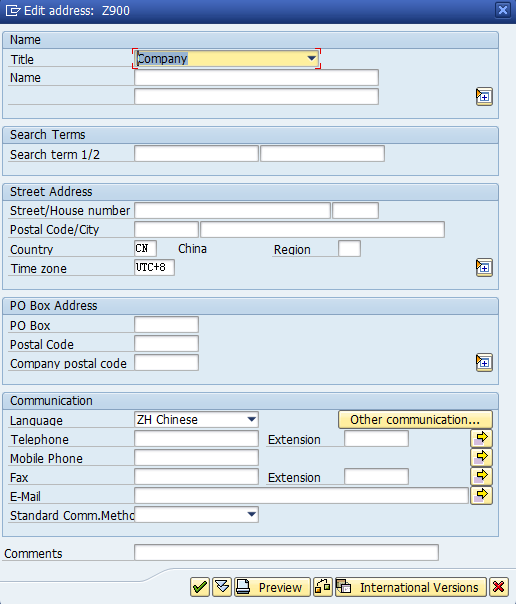 Edit address: Z900
Name
Title Company
Name
Search Terms
Search term 1/2
Street Address
Street/House number
Postal Code/City
Country CN China Region
Time zone UTC+8
PO Box Address
PO Box
Postal Code
Company postal code
Communication
Language ZH Chinese Other communication...
Telephone Extension
Mobile Phone
Fax Extension
E-Mail
Standard Comm.Metho
Comments
Preview International Versions